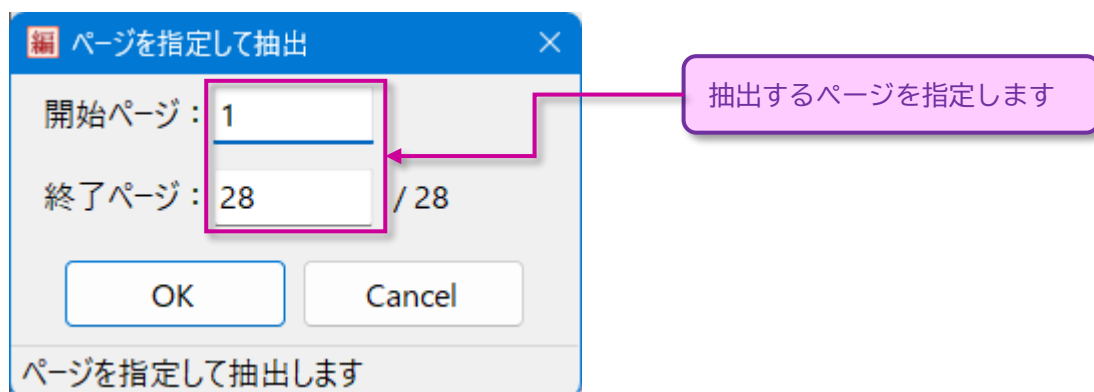 編 ページを指定して抽出
抽出するページを指定します
開始ページ： 1
終了ページ： 28 / 28
OK Cancel
ページを指定して抽出します